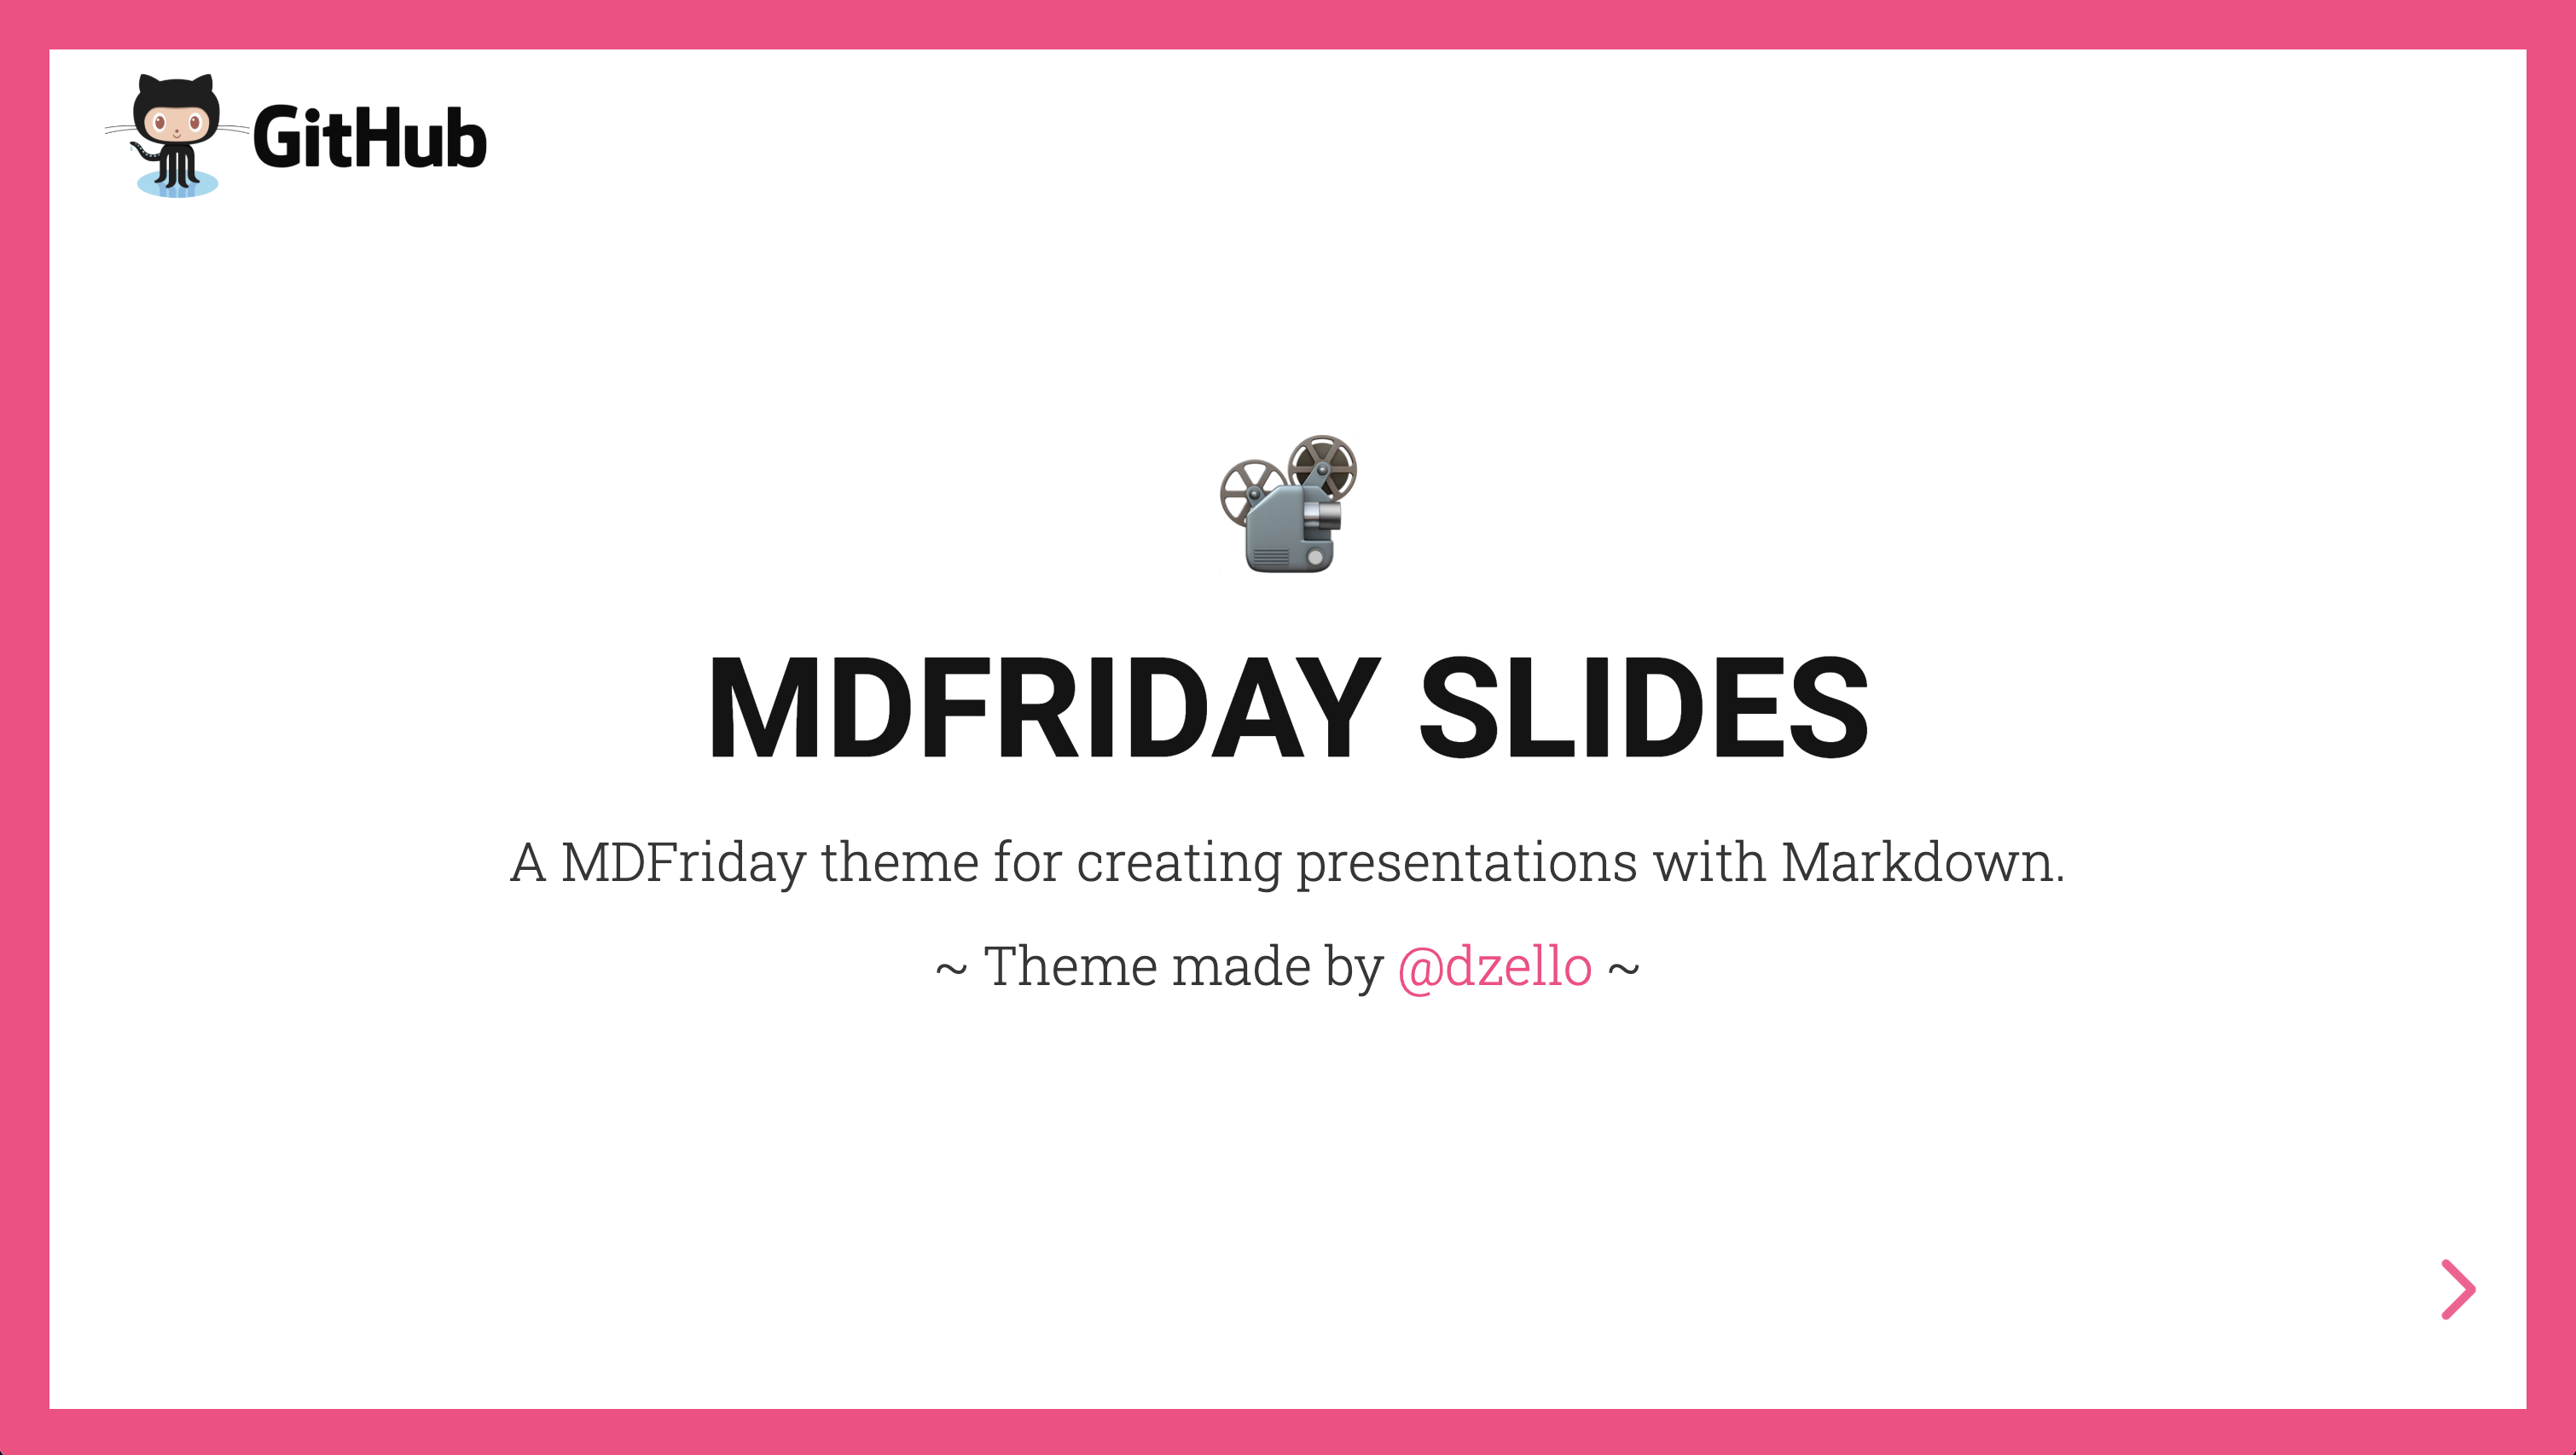 GitHub
MDFRIDAY SLIDES
A MDFriday theme for creating presentations with Markdown.
~ Theme made by @dzello ~